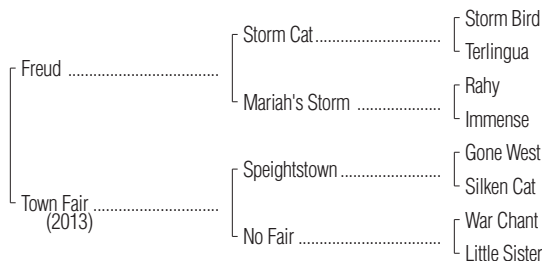 Storm Bird
Storm Cat
Terlingua
Freud
Rahy
Mariah's Storm
Immense
Gone West
Speightstown
Silken Cat
Town Fair
(2013)
War Chant
No Fair
Little Sister